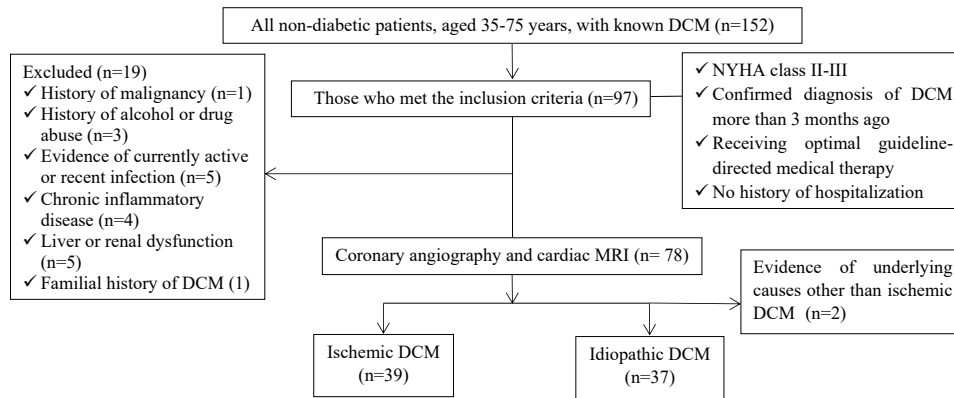 All non-diabetic patients, aged 35-75 years, with known DCM (n=152)
Excluded (n=19)
✓ History of malignancy (n=1)
✓ History of alcohol or drug
abuse (n=3)
✓ Evidence of currently active
or recent infection (n=5)
✓ Chronic inflammatory
disease (n=4)
✓ Liver or renal dysfunction
(n=5)
✓ Familial history of DCM (1)
Those who met the inclusion criteria (n=97)
✓ NYHA class II-III
✓ Confirmed diagnosis of DCM
more than 3 months ago
✓ Receiving optimal guideline-
directed medical therapy
✓ No history of hospitalization
Coronary angiography and cardiac MRI (n= 78)
Evidence of underlying
causes other than ischemic
DCM (n=2)
Ischemic DCM
(n=39)
Idiopathic DCM
(n=37)